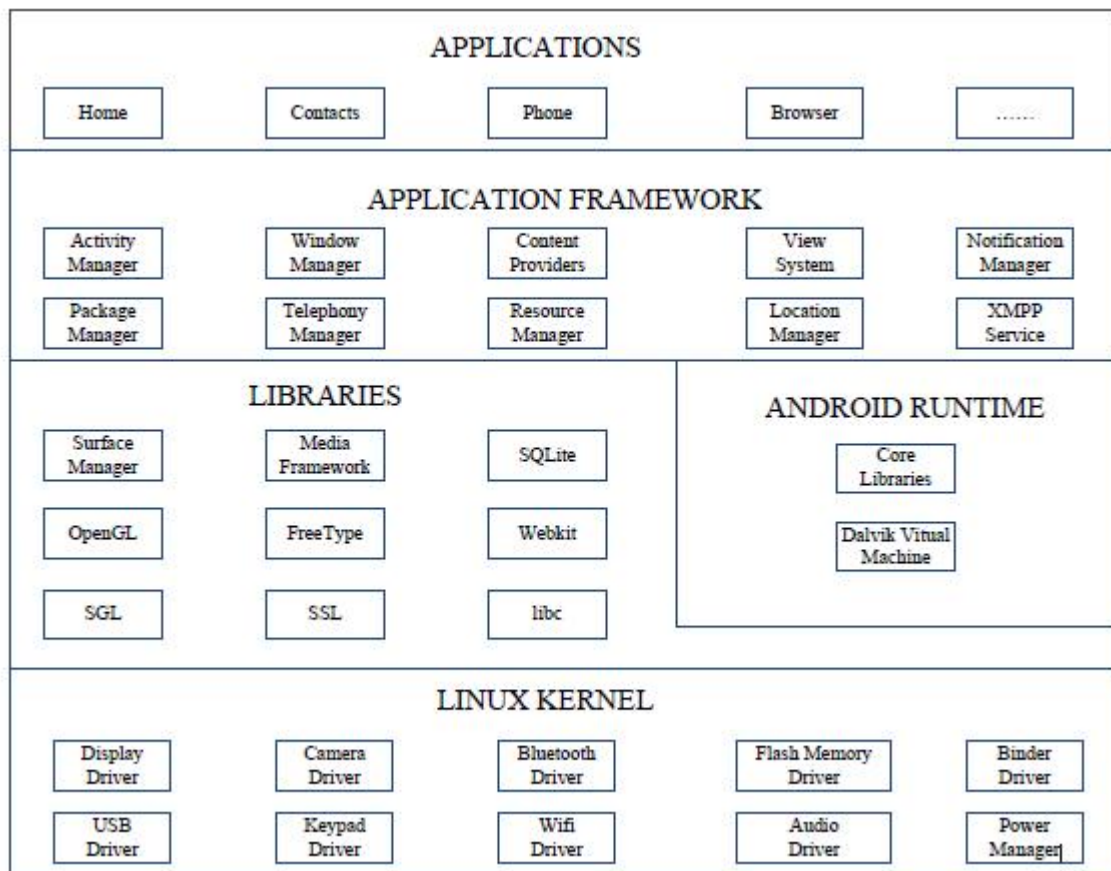 APPLICATIONS
Home
Contacts
Phone
Browser
……
APPLICATION FRAMEWORK
Activity
Manager
Window
Manager
Content
Providers
View
System
Notification
Manager
Package
Manager
Telephony
Manager
Resource
Manager
Location
Manager
XMPP
Service
LIBRARIES
Surface
Manager
Media
Framework
SQLite
OpenGL
FreeType
Webkit
SGL
SSL
libc
ANDROID RUNTIME
Core
Libraries
Dalvik Vitual
Machine
LINUX KERNEL
Display
Driver
Camera
Driver
Bluetooth
Driver
Flash Memory
Driver
Binder
Driver
USB
Driver
Keypad
Driver
Wifi
Driver
Audio
Driver
Power
Manager